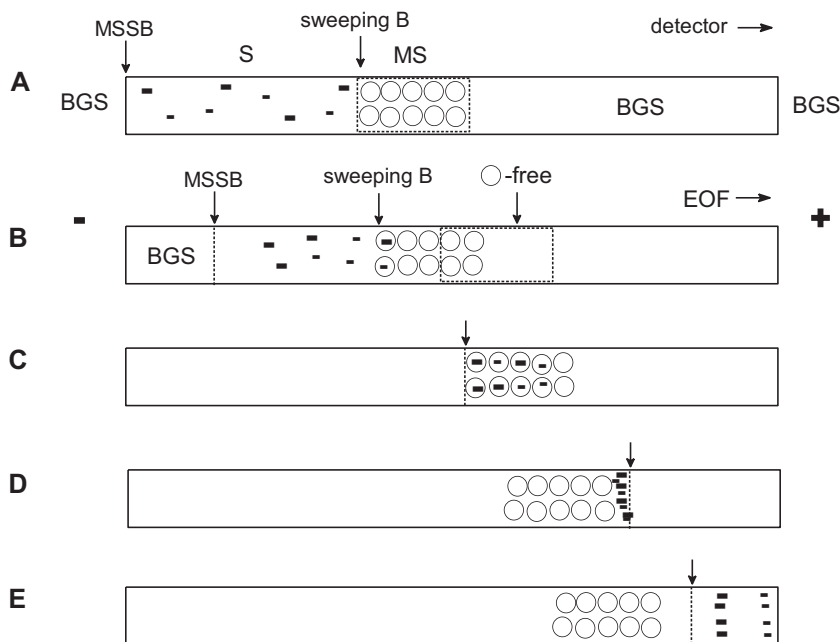 MSSB sweeping B detector
S MS
A BGS BGS BGS
MSSB sweeping B -free EOF
- +
B BGS
C
D
E